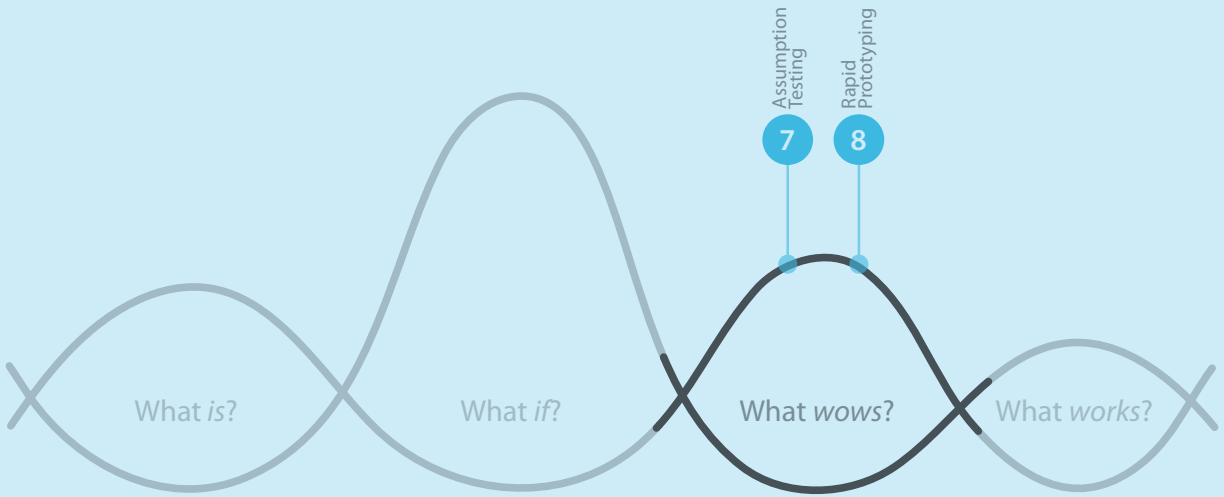 Assumption
Testing
Rapid
Prototyping
7
8
What is?
What if?
What wows?
What works?